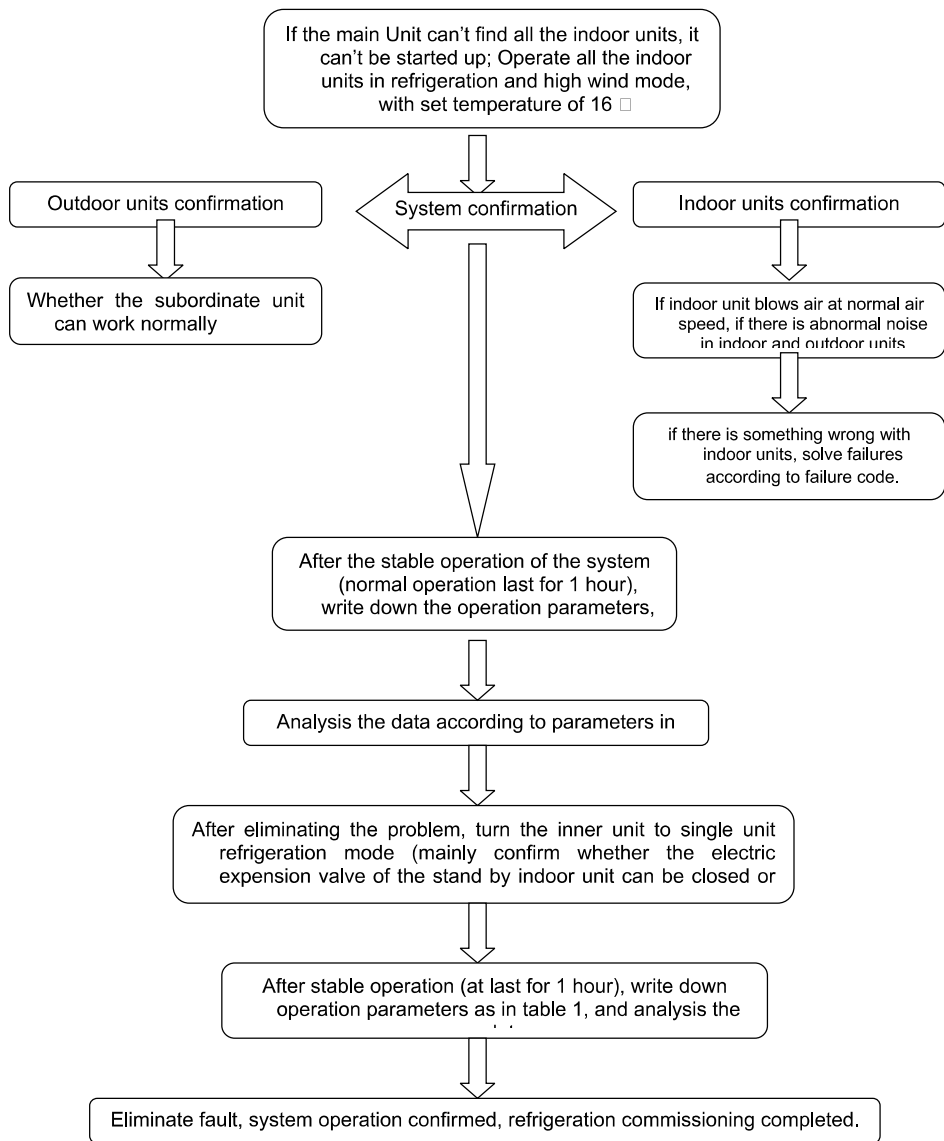 If the main Unit can't find all the indoor units, it
can't be started up; Operate all the indoor
units in refrigeration and high wind mode,
with set temperature of 16 □
Outdoor units confirmation
System confirmation
Indoor units confirmation
Whether the subordinate unit
can work normally
If indoor unit blows air at normal air
speed, if there is abnormal noise
in indoor and outdoor units
if there is something wrong with
indoor units, solve failures
according to failure code.
After the stable operation of the system
(normal operation last for 1 hour),
write down the operation parameters,
Analysis the data according to parameters in
After eliminating the problem, turn the inner unit to single unit
refrigeration mode (mainly confirm whether the electric
expension valve of the stand by indoor unit can be closed or
After stable operation (at last for 1 hour), write down
operation parameters as in table 1, and analysis the
Eliminate fault, system operation confirmed, refrigeration commissioning completed.